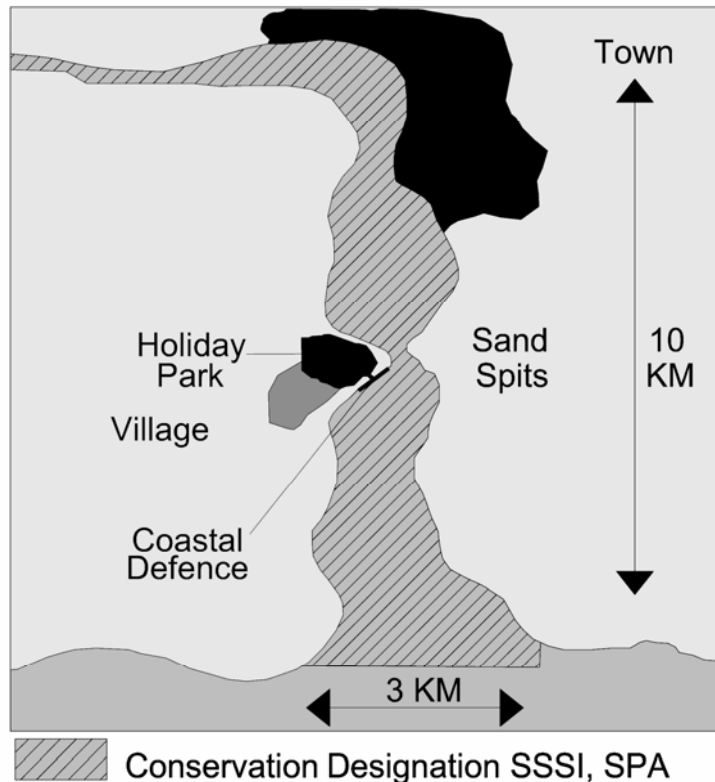 Town
Holiday
Park
Sand
Spits
10
KM
Village
Coastal
Defence
3 KM
Conservation Designation SSSI, SPA